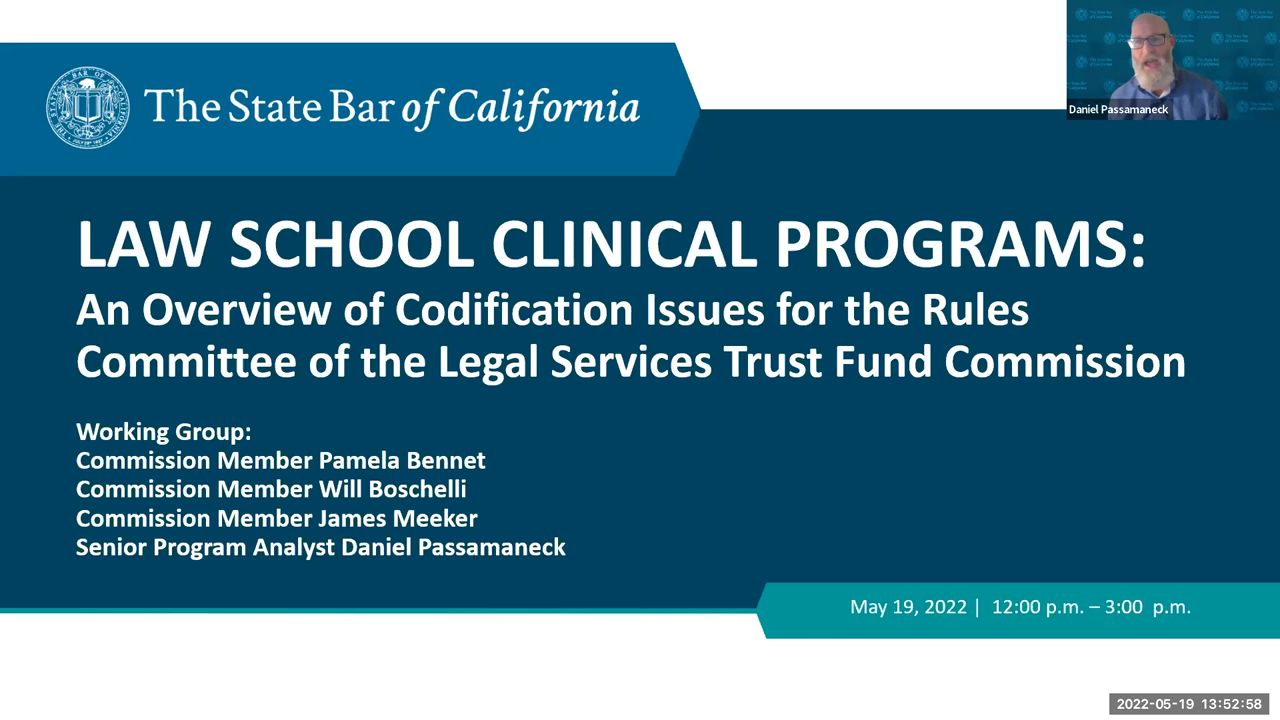 The State Bar of California
Daniel Passamaneck
LAW SCHOOL CLINICAL PROGRAMS:
An Overview of Codification Issues for the Rules
Committee of the Legal Services Trust Fund Commission
Working Group:
Commission Member Pamela Bennet
Commission Member Will Boschelli
Commission Member James Meeker
Senior Program Analyst Daniel Passamaneck
May 19, 2022 | 12:00 p.m. – 3:00 p.m.
2022-05-19 13:52:58